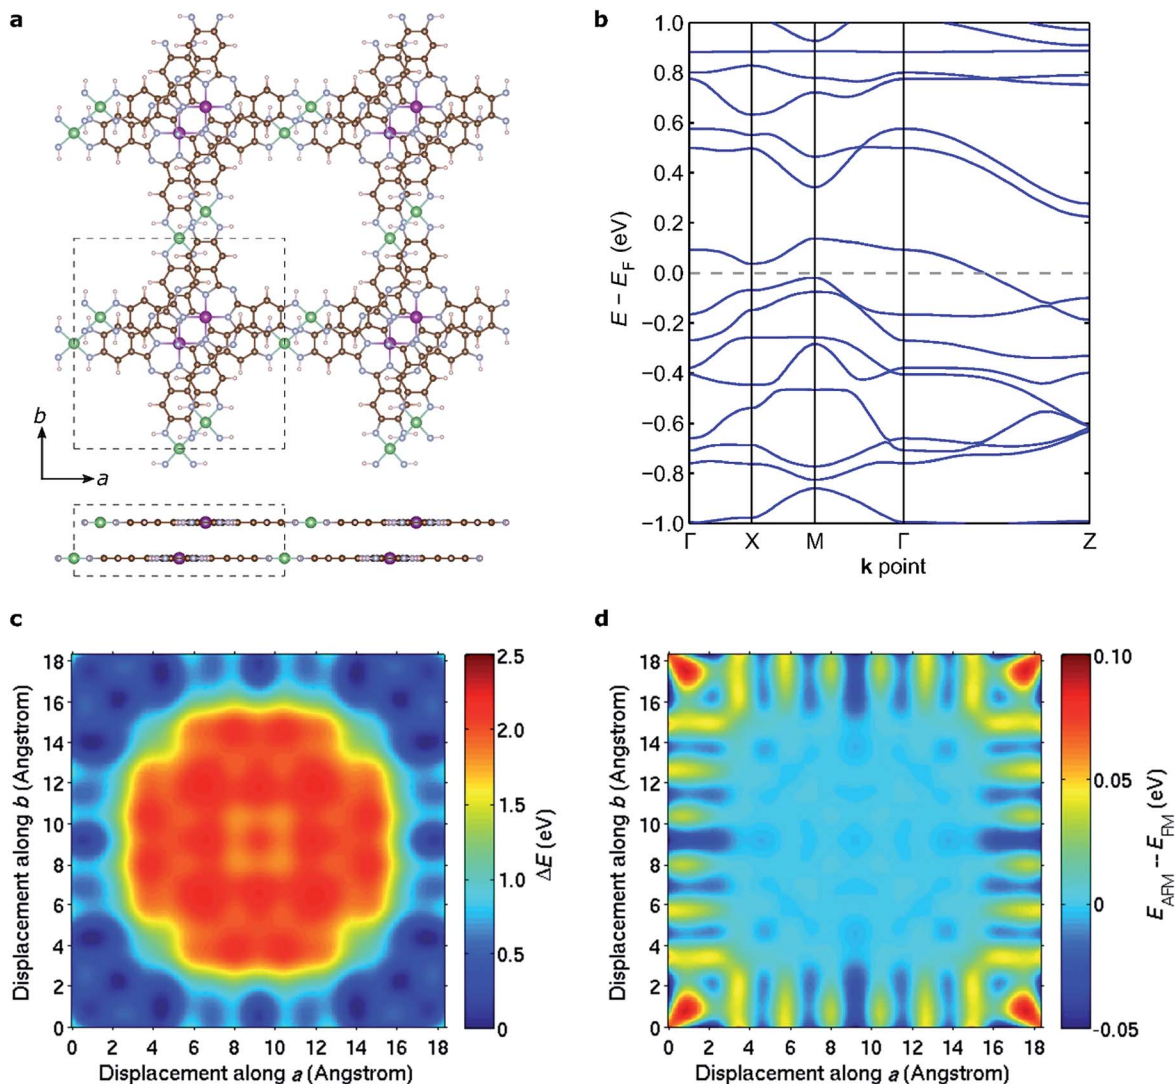 a
b
a
b
1.0
0.8
0.6
0.4
0.2
0.0
−0.2
−0.4
−0.6
−0.8
−1.0
E − E_F (eV)
Γ X M Γ Z
k point
c
18
16
14
12
10
8
6
4
2
0
Displacement along b (Angstrom)
0 2 4 6 8 10 12 14 16 18
Displacement along a (Angstrom)
2.5
2.0
1.5
1.0
0.5
0
ΔE (eV)
d
18
16
14
12
10
8
6
4
2
0
Displacement along b (Angstrom)
0 2 4 6 8 10 12 14 16 18
Displacement along a (Angstrom)
0.10
0.05
0
-0.05
E_AFM -- E_FM (eV)